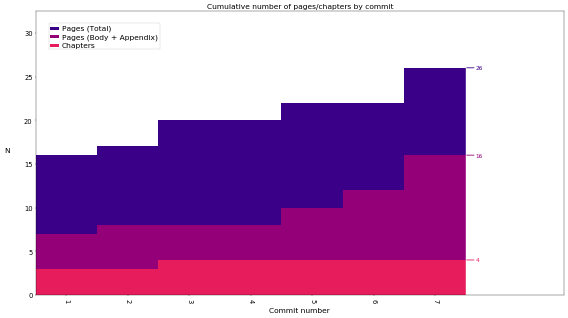 Cumulative number of pages/chapters by commit
Pages (Total)
Pages (Body + Appendix)
Chapters
30
25
20
15
10
5
0
N
26
16
4
1 2 3 4 5 6 7
Commit number